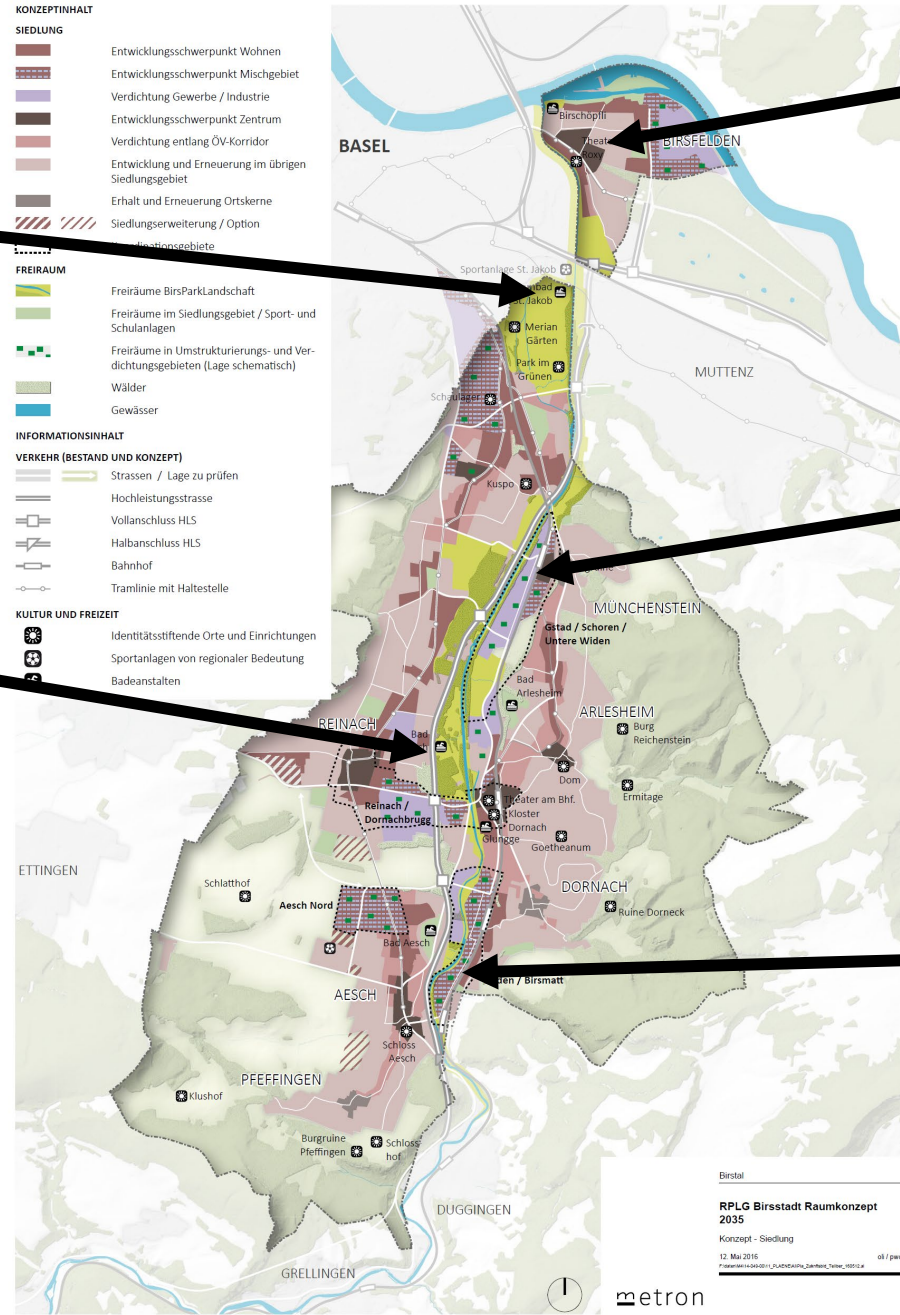 KONZEPTINHALT
SIEDLUNG
Entwicklungsschwerpunkt Wohnen
Entwicklungsschwerpunkt Mischgebiet
Verdichtung Gewerbe / Industrie
Entwicklungsschwerpunkt Zentrum
Verdichtung entlang ÖV-Korridor
Entwicklung und Erneuerung im übrigen
Siedlungsgebiet
Erhalt und Erneuerung Ortskerne
Siedlungserweiterung / Option
FREIRAUM
Freiräume BirsParkLandschaft
Freiräume im Siedlungsgebiet / Sport- und
Schulanlagen
Freiräume in Umstrukturierungs- und Ver-
dichtungsgebieten (Lage schematisch)
Wälder
Gewässer
INFORMATIONSINHALT
VERKEHR (BESTAND UND KONZEPT)
Strassen / Lage zu prüfen
Hochleistungsstrasse
Vollanschluss HLS
Halbanschluss HLS
Bahnhof
Tramlinie mit Haltestelle
KULTUR UND FREIZEIT
Identitätsstiftende Orte und Einrichtungen
Sportanlagen von regionaler Bedeutung
Badeanstalten
Birschöpfli
BASEL
BIRSFELDEN
Roxy
Sportanlage St. Jakob
St. Jakob
Merian
Gärten
Park im
Grünen
MUTTENZ
Schaulager
Kuspo
MÜNCHENSTEIN
Gstad / Schoren /
Untere Widen
Bad
Arlesheim
ARLESHEIM
REINACH
Burg
Reichenstein
Bad
Dom
Ermitage
Reinach /
Dornachbrugg
Theater am Bhf.
Kloster
Dornach
Glungge
Goetheanum
ETTINGEN
Schlatthof
DORNACH
Aesch Nord
Ruine Dorneck
Bad Aesch
/ Birsmatt
AESCH
Schloss
Aesch
PFEFFINGEN
Klushof
Burgruine
Pfeffingen
Schloss
hof
DUGGINGEN
GRELLINGEN
Birstal
RPLG Birsstadt Raumkonzept
2035
Konzept - Siedlung
12. Mai 2016
metron